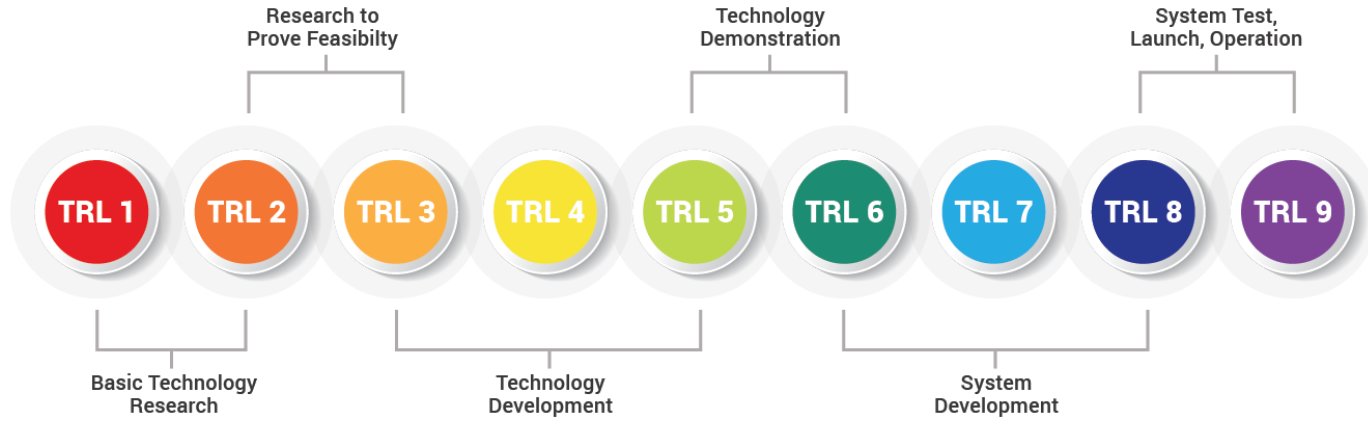 Research to
Prove Feasibilty
Technology
Demonstration
System Test,
Launch, Operation
TRL 1
TRL 2
TRL 3
TRL 4
TRL 5
TRL 6
TRL 7
TRL 8
TRL 9
Basic Technology
Research
Technology
Development
System
Development